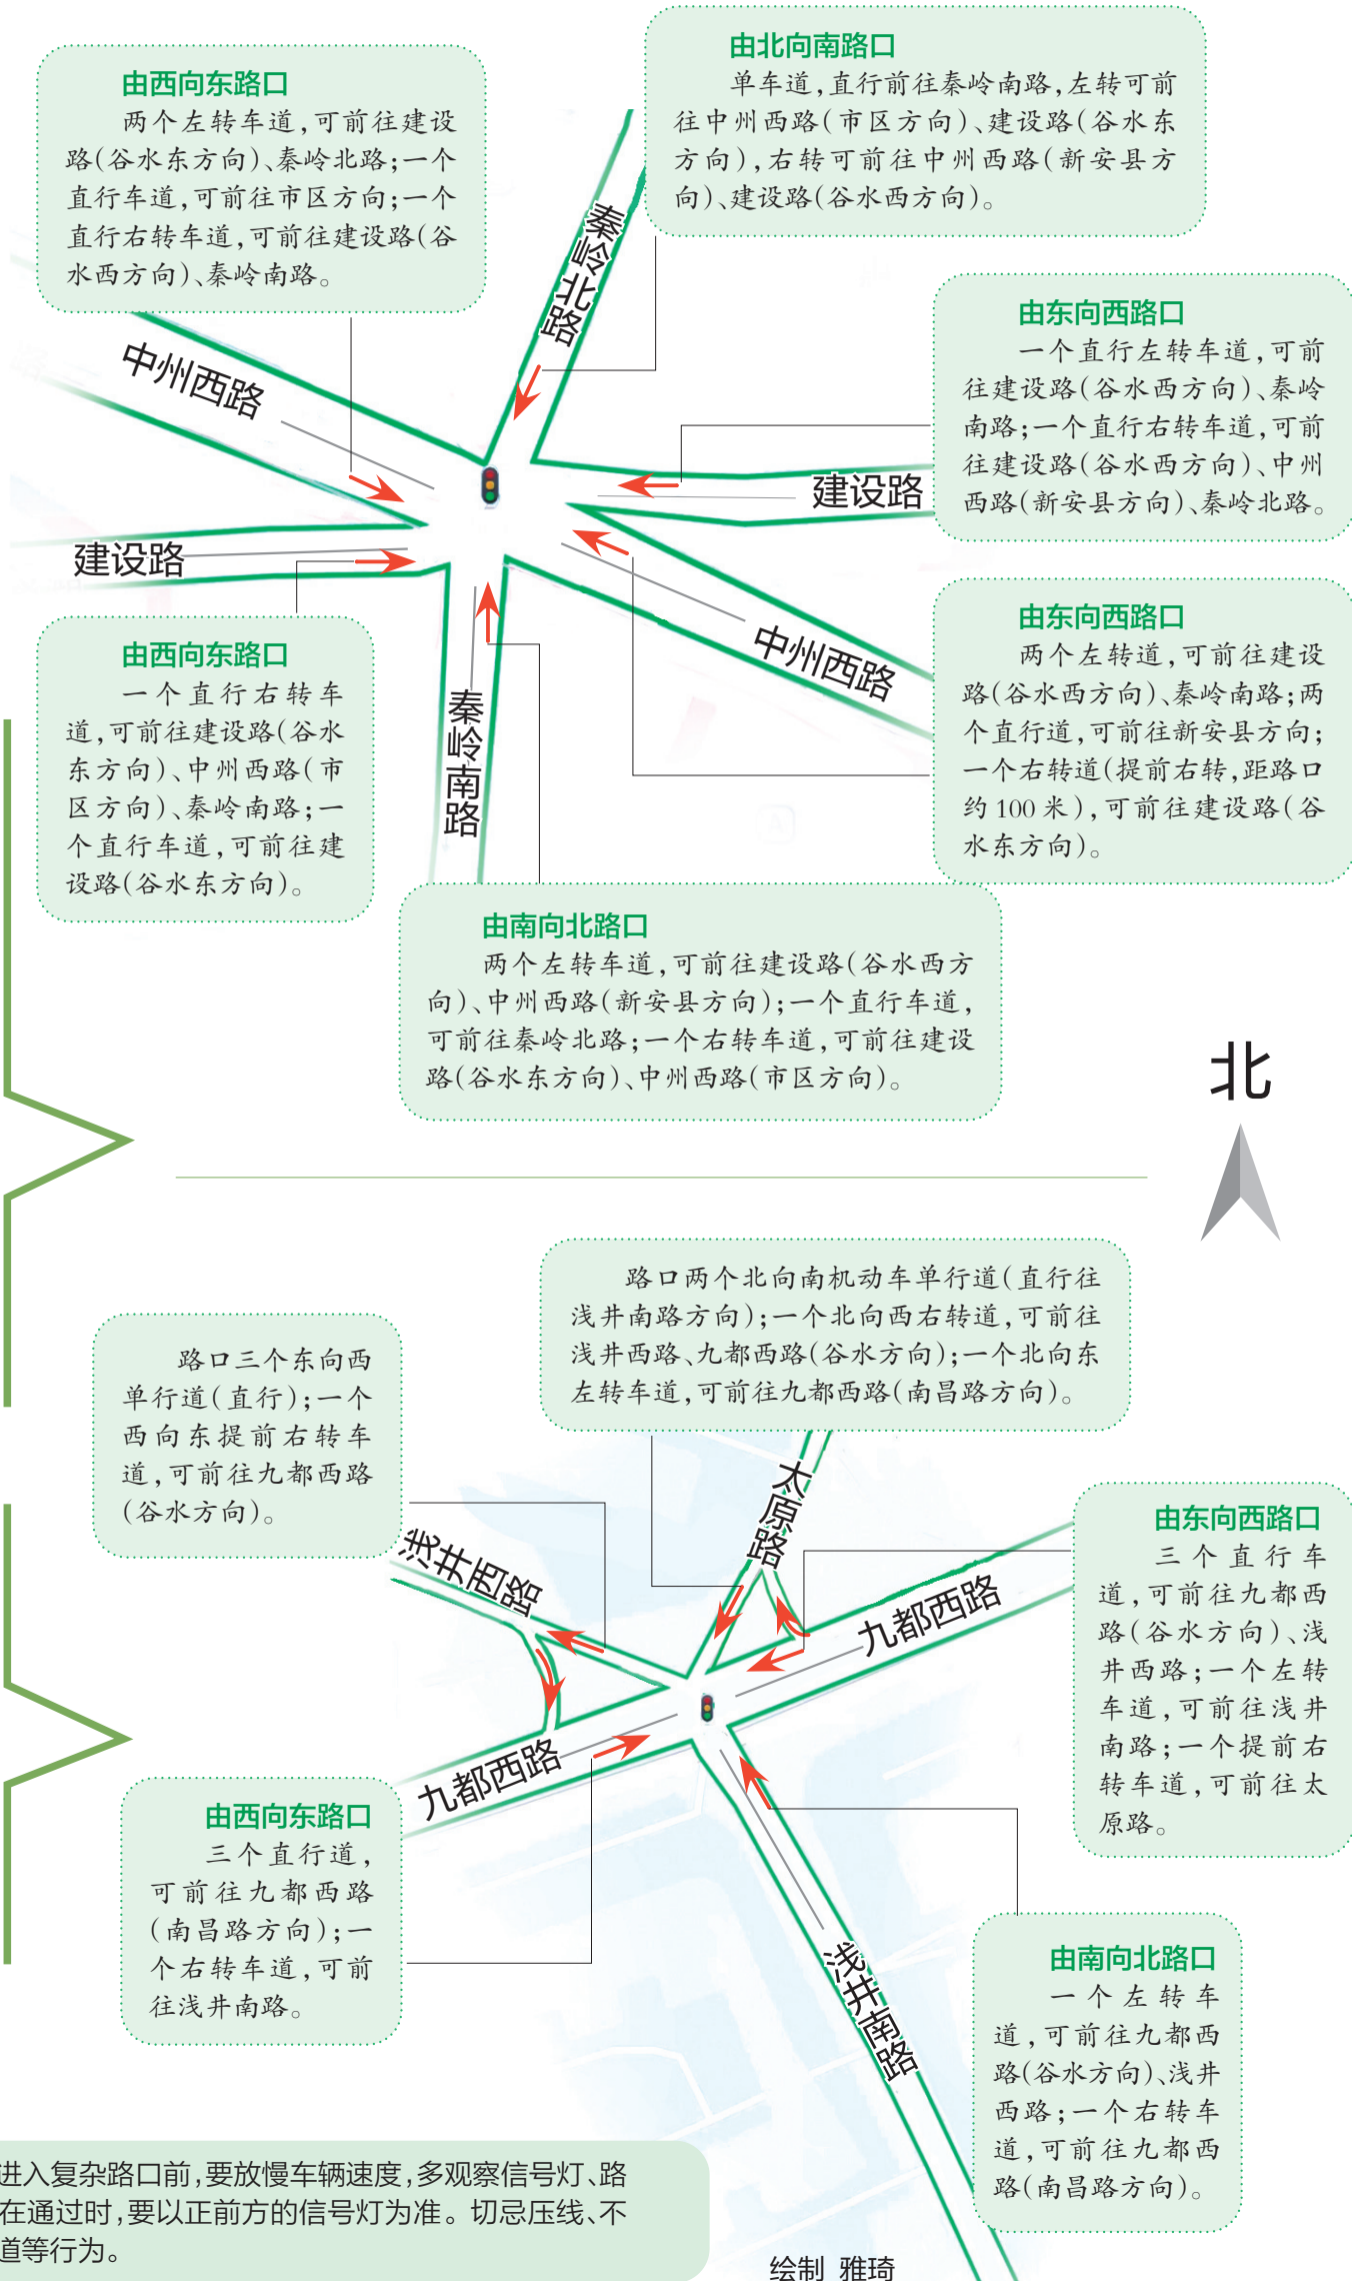 由西向东路口
两个左转车道,可前往建设
路(谷水东方向)、秦岭北路;一个
直行车道,可前往市区方向;一个
直行右转车道,可前往建设路(谷
水西方向)、秦岭南路。
由北向南路口
单车道,直行前往秦岭南路,左转可前
往中州西路(市区方向)、建设路(谷水东
方向),右转可前往中州西路(新安县方
向)、建设路(谷水西方向)。
秦岭北路
由东向西路口
一个直行左转车道,可前
往建设路(谷水西方向)、秦岭
南路;一个直行右转车道,可前
往建设路(谷水西方向)、中州
西路(新安县方向)、秦岭北路。
中州西路
建设路
建设路
由东向西路口
两个左转道,可前往建设
路(谷水西方向)、秦岭南路;两
个直行道,可前往新安县方向;
一个右转道(提前右转,距路口
约100米),可前往建设路(谷
水东方向)。
中州西路
由西向东路口
一个直行右转车
道,可前往建设路(谷水
东方向)、中州西路(市
区方向)、秦岭南路;一
个直行车道,可前往建
设路(谷水东方向)。
秦岭南路
由南向北路口
两个左转车道,可前往建设路(谷水西方
向)、中州西路(新安县方向);一个直行车道,
可前往秦岭北路;一个右转车道,可前往建设
路(谷水东方向)、中州西路(市区方向)。
北
路口两个北向南机动车单行道(直行往
浅井南路方向);一个北向西右转道,可前往
浅井西路、九都西路(谷水方向);一个北向东
左转车道,可前往九都西路(南昌路方向)。
路口三个东向西
单行道(直行);一个
西向东提前右转车
道,可前往九都西路
(谷水方向)。
太原路
浅井西路
九都西路
由东向西路口
三个直行车
道,可前往九都西
路(谷水方向)、浅
井西路;一个左转
车道,可前往浅井
南路;一个提前右
转车道,可前往太
原路。
九都西路
由西向东路口
三个直行道,
可前往九都西路
(南昌路方向);一
个右转车道,可前
往浅井南路。
浅井南路
由南向北路口
一个左转车
道,可前往九都西
路(谷水方向)、浅井
西路;一个右转车
道,可前往九都西
路(南昌路方向)。
进入复杂路口前,要放慢车辆速度,多观察信号灯、路
在通过时,要以正前方的信号灯为准。切忌压线、不
道等行为。
绘制 雅琦